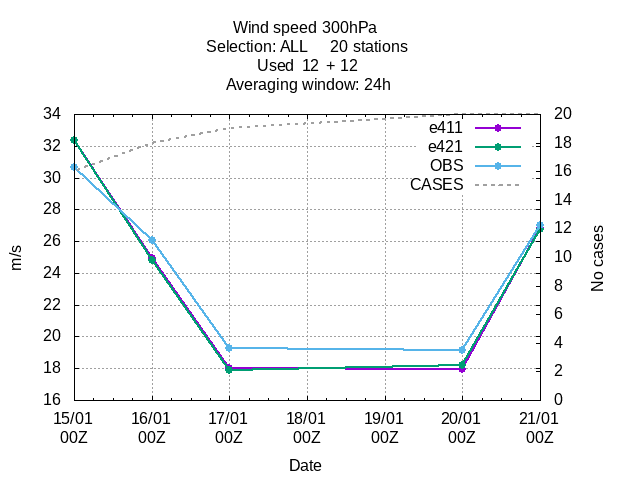 Wind speed 300hPa
Selection: ALL     20 stations
Used  12  + 12
Averaging window: 24h
34
32
30
28
26
24
22
20
18
16
m/s
20
18
16
14
12
10
8
6
4
2
0
No cases
e411
e421
OBS
CASES
15/01 16/01 17/01 18/01 19/01 20/01 21/01
00Z 00Z 00Z 00Z 00Z 00Z 00Z
Date